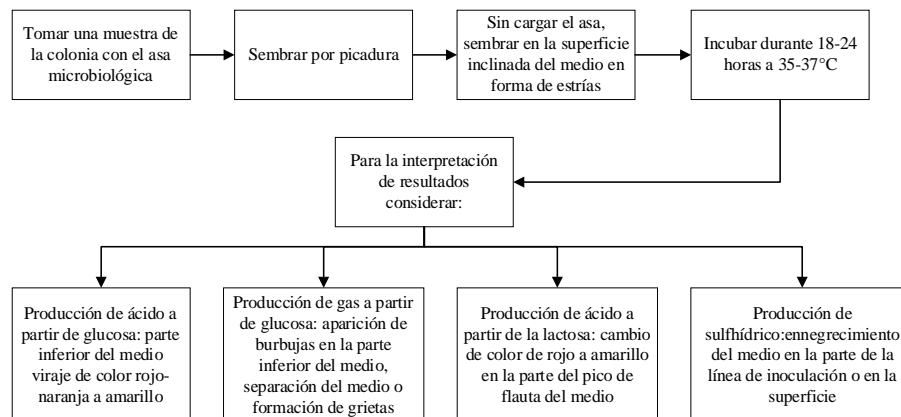 Tomar una muestra de
la colonia con el asa
microbiológica
Sembrar por picadura
Sin cargar el asa,
sembrar en la superficie
inclinada del medio en
forma de estrías
Incubar durante 18-24
horas a 35-37°C
Para la interpretación
de resultados
considerar:
Producción de ácido a
partir de glucosa: parte
inferior del medio
viraje de color rojo-
naranja a amarillo
Producción de gas a partir
de glucosa: aparición de
burbujas en la parte
inferior del medio,
separación del medio o
formación de grietas
Producción de ácido a
partir de la lactosa: cambio
de color de rojo a amarillo
en la parte del pico de
flauta del medio
Producción de
sulfhídrico:ennegrecimiento
del medio en la parte de la
línea de inoculación o en la
superficie